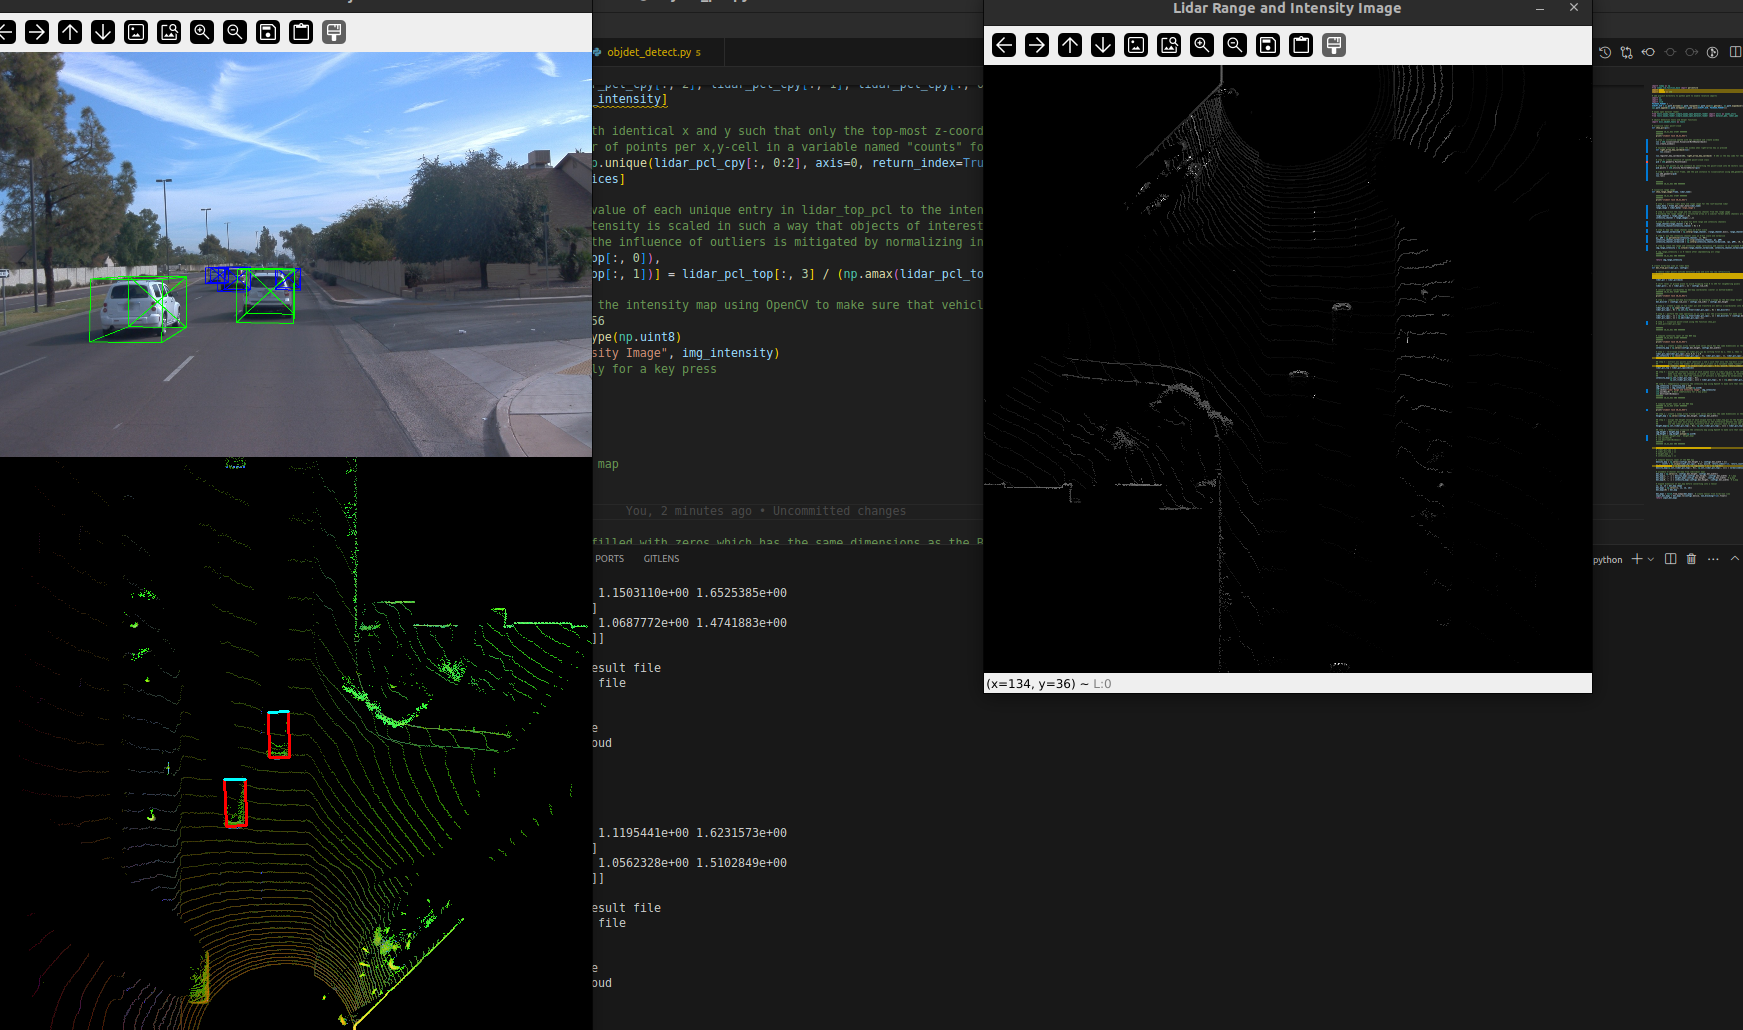 Lidar Range and Intensity Image
objdet_detect.py s
_intensity]
th identical x and y such that only the top-most z-coord
r of points per x,y-cell in a variable named "counts" fo
p.unique(lidar_pcl_cpy[:, 0:2], axis=0, return_index=Tru
ices]
value of each unique entry in lidar_top_pcl to the inten
tensity is scaled in such a way that objects of interest
the influence of outliers is mitigated by normalizing in
op[:, 0]),
op[:, 1])] = lidar_pcl_top[:, 3] / (np.amax(lidar_pcl_to
the intensity map using OpenCV to make sure that vehicl
56
ype(np.uint8)
sity Image", img_intensity)
ly for a key press
map
You, 2 minutes ago • Uncommitted changes
filled with zeros which has the same dimensions as the B
PORTS GITLENS
python
1.1503110e+00 1.6525385e+00
]
1.0687772e+00 1.4741883e+00
]]
esult file
file
e
oud
1.1195441e+00 1.6231573e+00
]
1.0562328e+00 1.5102849e+00
]]
esult file
file
e
oud
(x=134, y=36) ~ L:0